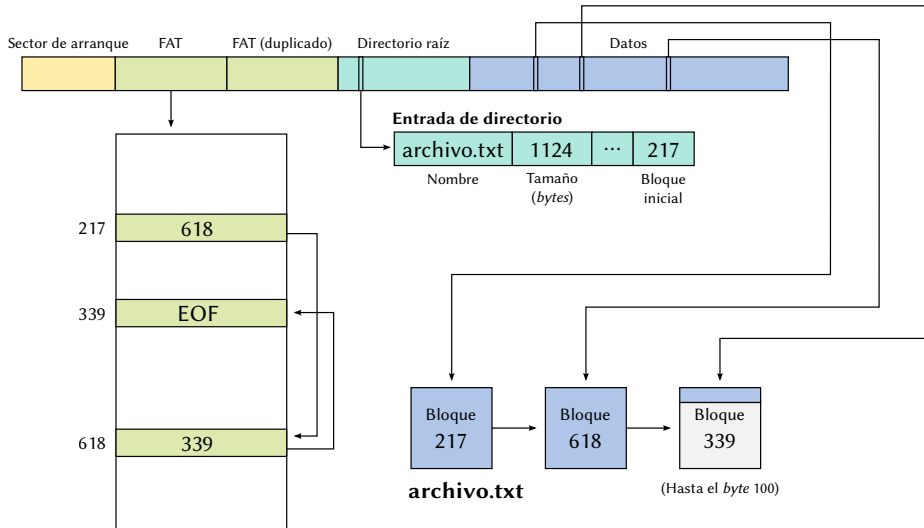 Sector de arranque
FAT
FAT (duplicado)
Directorio raíz
Datos
Entrada de directorio
archivo.txt
1124
...
217
Nombre
Tamaño
(bytes)
Bloque
inicial
217
618
339
EOF
618
339
Bloque
217
Bloque
618
Bloque
339
archivo.txt
(Hasta el byte 100)